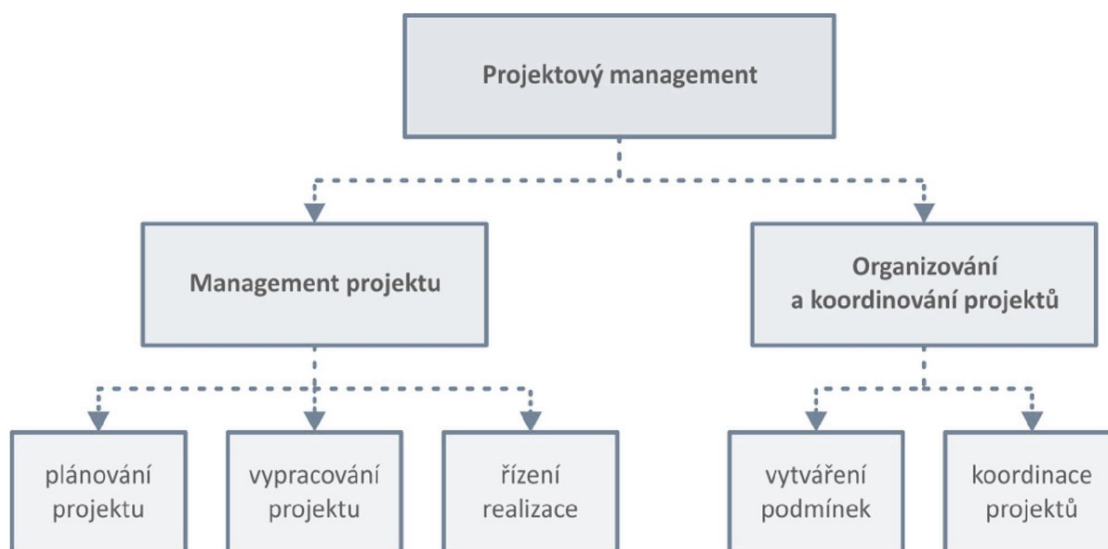 Projektový management
Management projektu
Organizování
a koordinování projektů
plánování
projektu
vypracování
projektu
řízení
realizace
vytváření
podmínek
koordinace
projektů